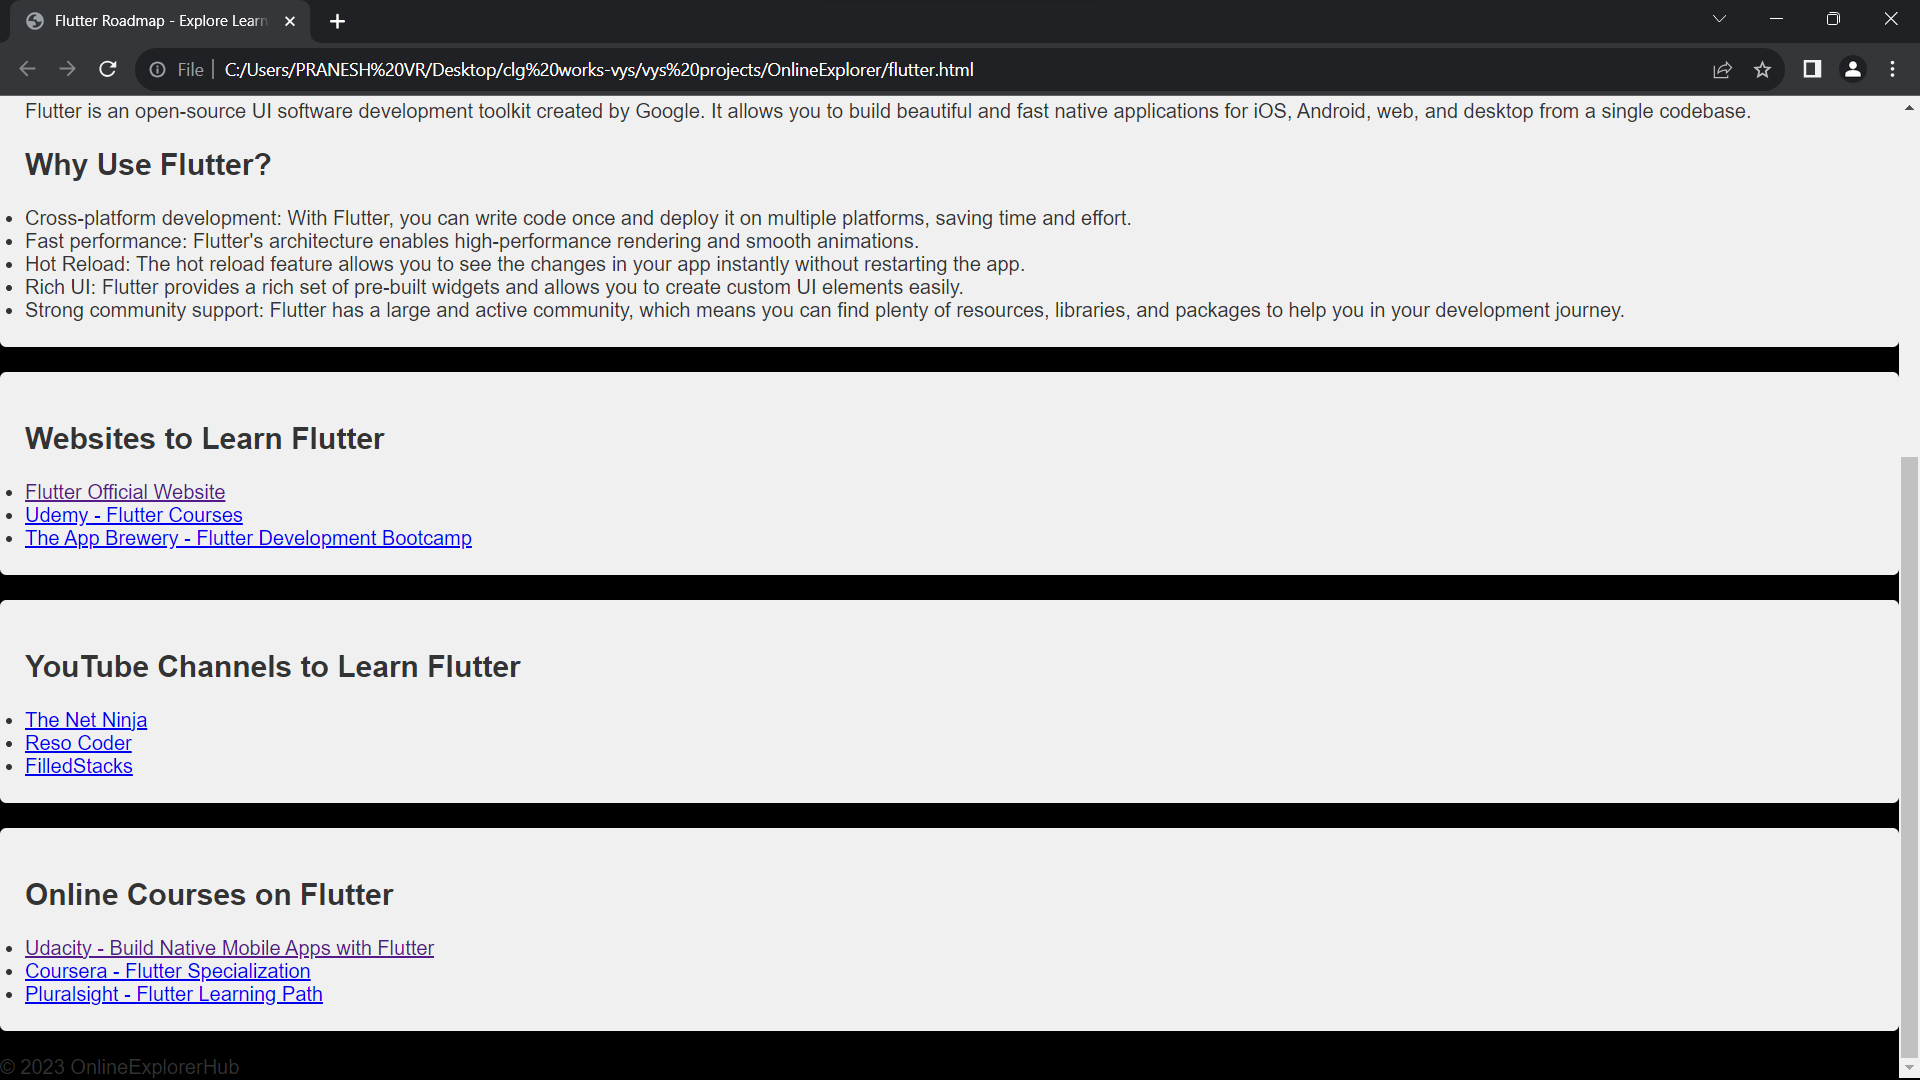 Flutter Roadmap - Explore Learn
File
C:/Users/PRANESH%20VR/Desktop/clg%20works-vys/vys%20projects/OnlineExplorer/flutter.html
Flutter is an open-source UI software development toolkit created by Google. It allows you to build beautiful and fast native applications for iOS, Android, web, and desktop from a single codebase.
Why Use Flutter?
• Cross-platform development: With Flutter, you can write code once and deploy it on multiple platforms, saving time and effort.
• Fast performance: Flutter's architecture enables high-performance rendering and smooth animations.
• Hot Reload: The hot reload feature allows you to see the changes in your app instantly without restarting the app.
• Rich UI: Flutter provides a rich set of pre-built widgets and allows you to create custom UI elements easily.
• Strong community support: Flutter has a large and active community, which means you can find plenty of resources, libraries, and packages to help you in your development journey.
Websites to Learn Flutter
• Flutter Official Website
• Udemy - Flutter Courses
• The App Brewery - Flutter Development Bootcamp
YouTube Channels to Learn Flutter
• The Net Ninja
• Reso Coder
• FilledStacks
Online Courses on Flutter
• Udacity - Build Native Mobile Apps with Flutter
• Coursera - Flutter Specialization
• Pluralsight - Flutter Learning Path
© 2023 OnlineExplorerHub